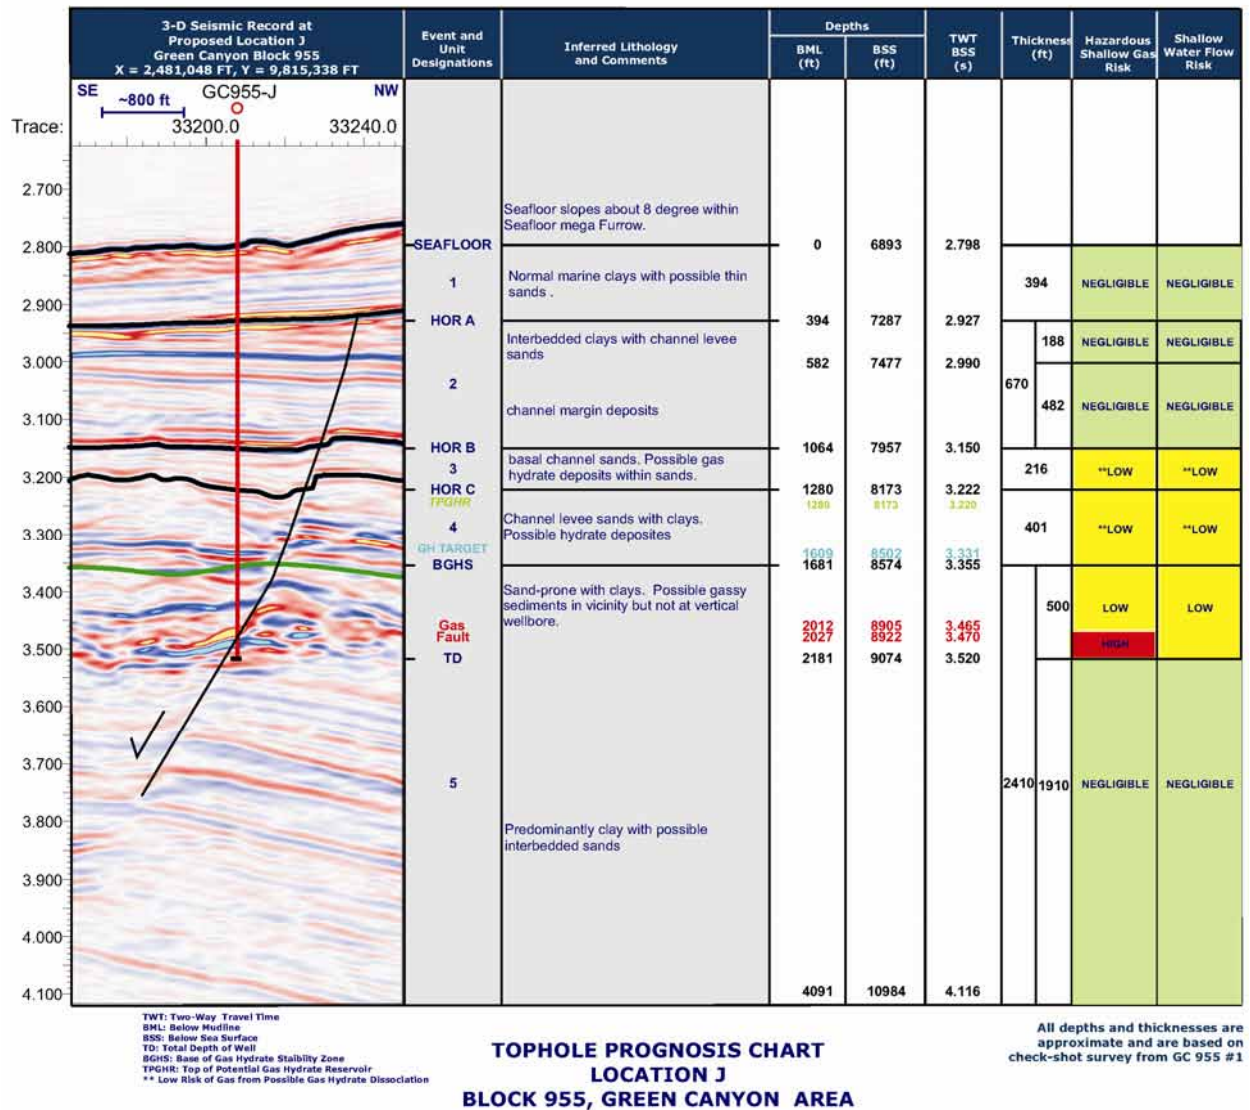 3-D Seismic Record at
Proposed Location J
Green Canyon Block 955
X = 2,481,048 FT, Y = 9,815,338 FT
Event and
Unit
Designations
Inferred Lithology
and Comments
Depths
BML
(ft)
BSS
(ft)
TWT
BSS
(s)
Thickness
(ft)
Hazardous
Shallow Gas
Risk
Shallow
Water Flow
Risk
SE GC955-J NW
~800 ft
Trace: 33200.0 33240.0
2.700
2.800
2.900
3.000
3.100
3.200
3.300
3.400
3.500
3.600
3.700
3.800
3.900
4.000
4.100
Seafloor slopes about 8 degree within
Seafloor mega Furrow.
SEAFLOOR 0 6893 2.798
1
Normal marine clays with possible thin
sands .
394 NEGLIGIBLE NEGLIGIBLE
HOR A 394 7287 2.927
Interbedded clays with channel levee
sands
188 NEGLIGIBLE NEGLIGIBLE
582 7477 2.990
2
670
channel margin deposits
482 NEGLIGIBLE NEGLIGIBLE
HOR B 1064 7957 3.150
3
basal channel sands. Possible gas
hydrate deposits within sands.
216 **LOW **LOW
HOR C 1280 8173 3.222
TPGHR 1280 8173 3.220
4
Channel levee sands with clays.
Possible hydrate deposites
401 **LOW **LOW
GH TARGET 1609 8502 3.331
BGHS 1681 8574 3.355
Sand-prone with clays. Possible gassy
sediments in vicinity but not at vertical
wellbore.
500 LOW LOW
Gas 2012 8905 3.465
Fault 2027 8922 3.470
HIGH
TD 2181 9074 3.520
5
2410 1910 NEGLIGIBLE NEGLIGIBLE
Predominantly clay with possible
interbedded sands
4091 10984 4.116
TWT: Two-Way Travel Time
BML: Below Mudline
BSS: Below Sea Surface
TD: Total Depth of Well
BGHS: Base of Gas Hydrate Staibilty Zone
TPGHR: Top of Potential Gas Hydrate Reservoir
** Low Risk of Gas from Possible Gas Hydrate Dissociation
TOPHOLE PROGNOSIS CHART
LOCATION J
BLOCK 955, GREEN CANYON AREA
All depths and thicknesses are
approximate and are based on
check-shot survey from GC 955 #1